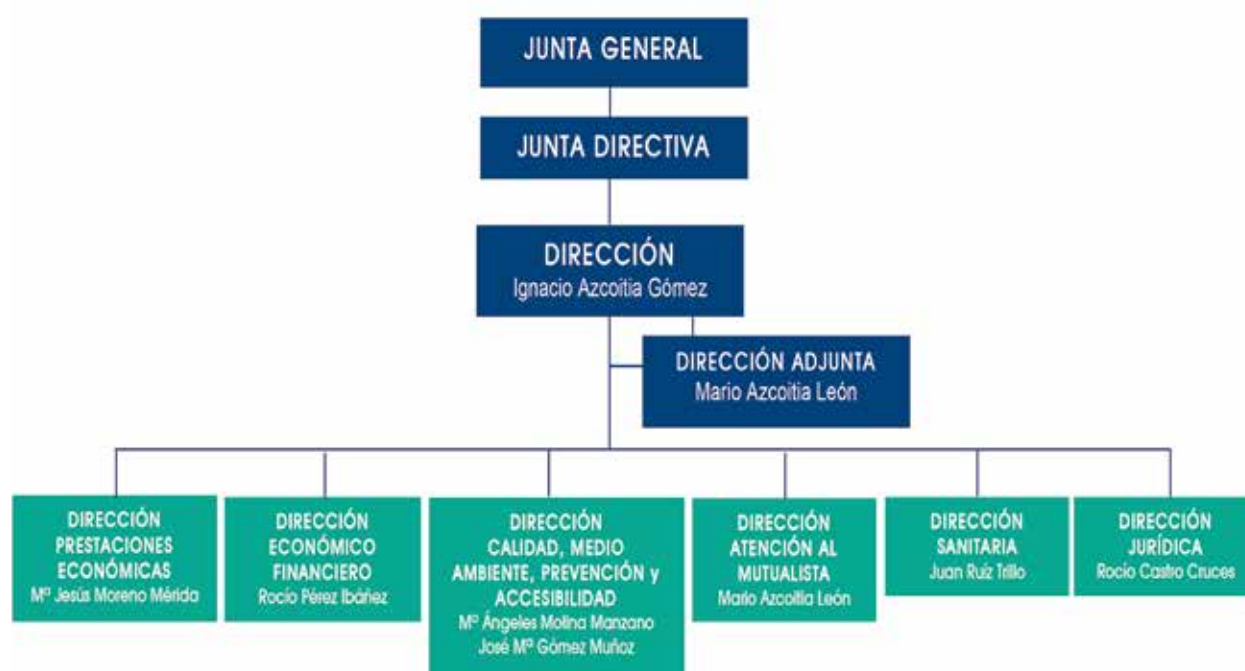 JUNTA GENERAL
JUNTA DIRECTIVA
DIRECCIÓN
Ignacio Azcoitia Gómez
DIRECCIÓN ADJUNTA
Mario Azcoitia León
DIRECCIÓN
PRESTACIONES
ECONÓMICAS
Mª Jesús Moreno Mérida
DIRECCIÓN
ECONÓMICO
FINANCIERO
Rocío Pérez Ibáñez
DIRECCIÓN
CALIDAD, MEDIO
AMBIENTE, PREVENCIÓN y
ACCESIBILIDAD
Mª Ángeles Molina Manzano
José Mª Gómez Muñoz
DIRECCIÓN
ATENCIÓN AL
MUTUALISTA
Mario Azcoitia León
DIRECCIÓN
SANITARIA
Juan Ruíz Trillo
DIRECCIÓN
JURÍDICA
Rocío Castro Cruces